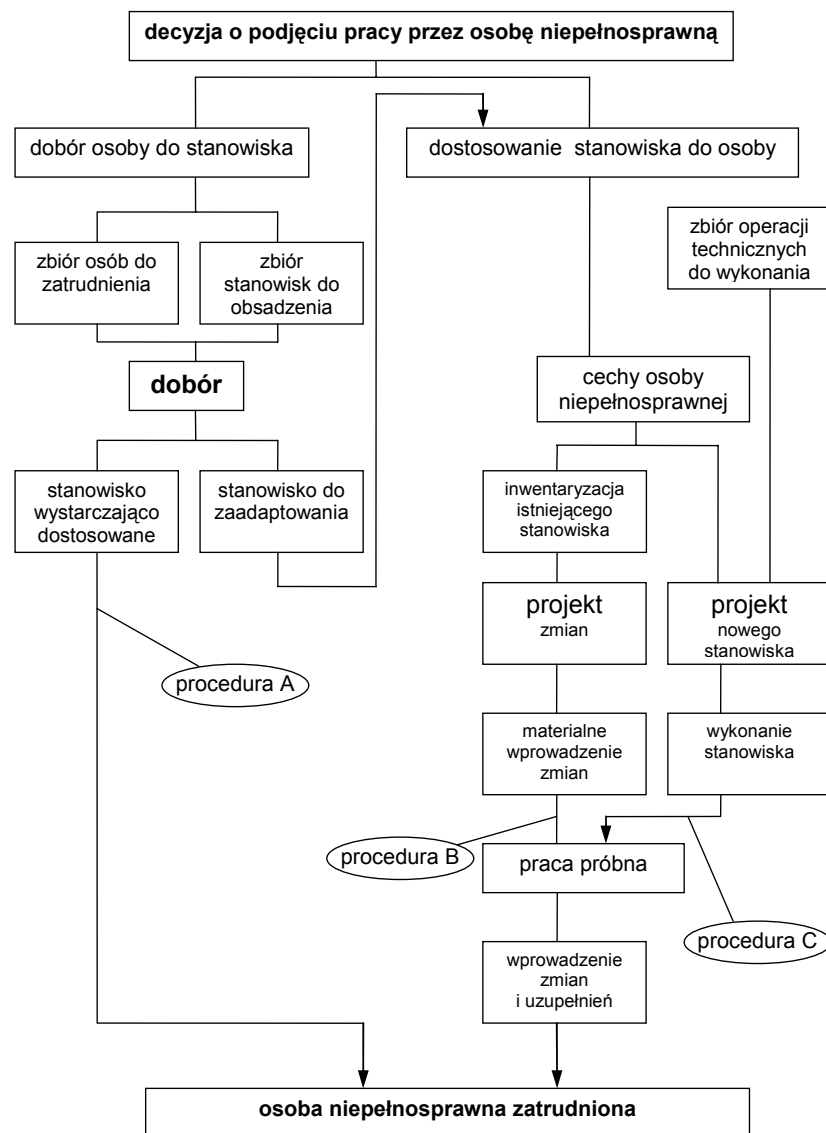 decyzja o podjęciu pracy przez osobę niepełnosprawną
dobór osoby do stanowiska
dostosowanie stanowiska do osoby
zbiór osób do
zatrudnienia
zbiór
stanowisk do
obsadzenia
zbiór operacji
technicznych
do wykonania
dobór
cechy osoby
niepełnosprawnej
stanowisko
wystarczająco
dostosowane
stanowisko do
zaadaptowania
inwentaryzacja
istniejącego
stanowiska
projekt
zmian
projekt
nowego
stanowiska
procedura A
materialne
wprowadzenie
zmian
wykonanie
stanowiska
procedura B
praca próbna
procedura C
wprowadzenie
zmian
i uzupełnień
osoba niepełnosprawna zatrudniona